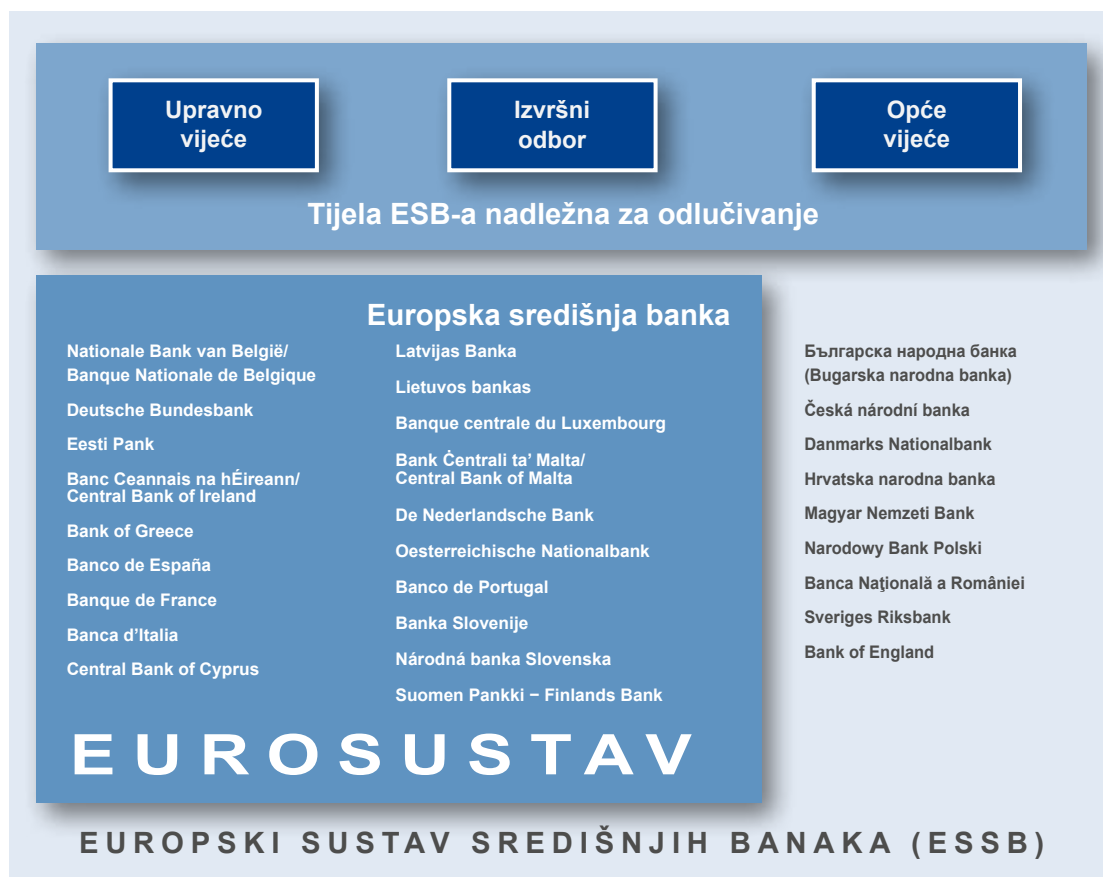 Upravno
vijeće
Izvršni
odbor
Opće
vijeće
Tijela ESB-a nadležna za odlučivanje
Europska središnja banka
Nationale Bank van België/
Banque Nationale de Belgique
Deutsche Bundesbank
Eesti Pank
Banc Ceannais na hÉireann/
Central Bank of Ireland
Bank of Greece
Banco de España
Banque de France
Banca d’Italia
Central Bank of Cyprus
Latvijas Banka
Lietuvos bankas
Banque centrale du Luxembourg
Bank Ċentrali ta’ Malta/
Central Bank of Malta
De Nederlandsche Bank
Oesterreichische Nationalbank
Banco de Portugal
Banka Slovenije
Národná banka Slovenska
Suomen Pankki − Finlands Bank
EUROSUSTAV
Българска народна банка
(Bugarska narodna banka)
Česká národní banka
Danmarks Nationalbank
Hrvatska narodna banka
Magyar Nemzeti Bank
Narodowy Bank Polski
Banca Naţională a României
Sveriges Riksbank
Bank of England
EUROPSKI SUSTAV SREDIŠNJIH BANAKA (ESSB)